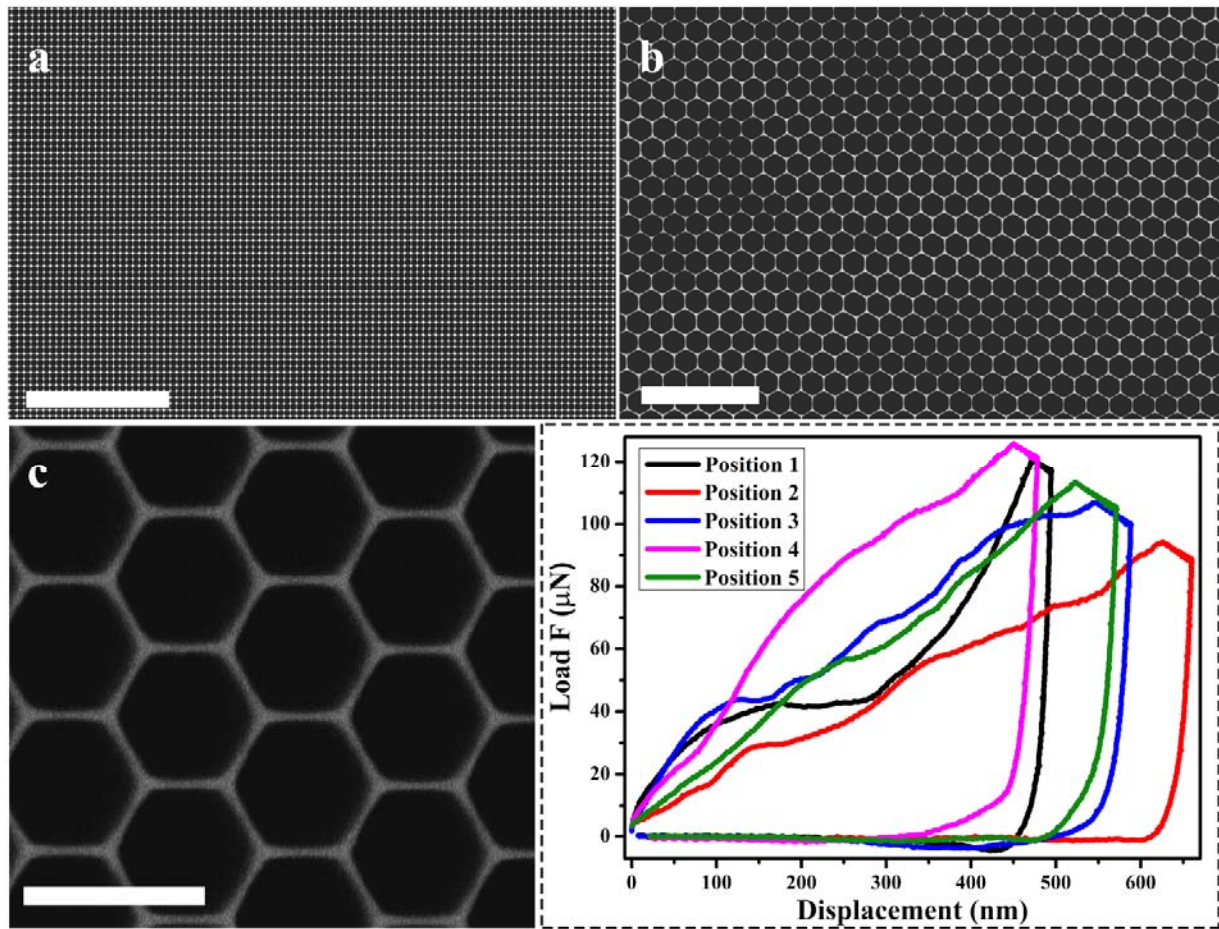 a
b
c
Position 1
Position 2
Position 3
Position 4
Position 5
Load F (μN)
120
100
80
60
40
20
0
0 100 200 300 400 500 600
Displacement (nm)